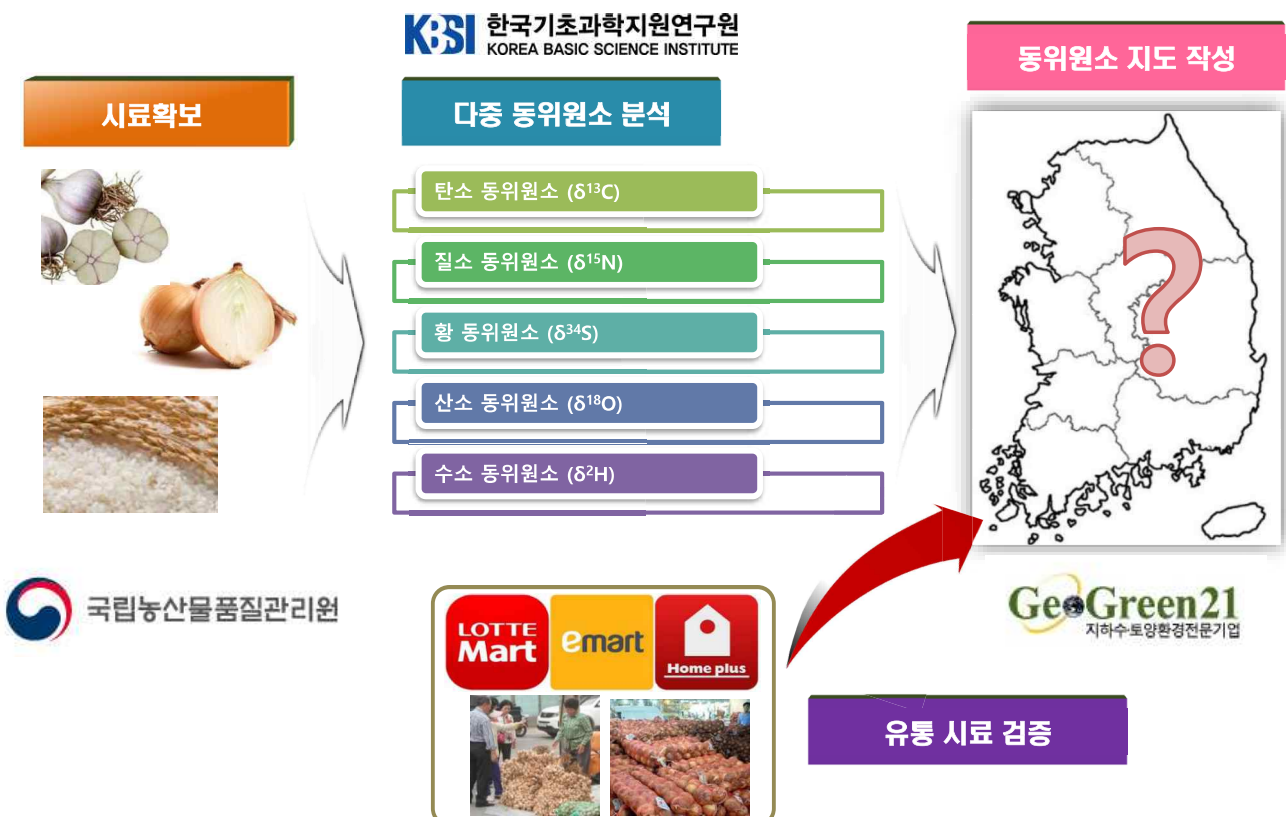 KBSI 한국기초과학지원연구원
KOREA BASIC SCIENCE INSTITUTE
동위원소 지도 작성
시료확보
다중 동위원소 분석
탄소 동위원소 (δ¹³C)
질소 동위원소 (δ¹⁵N)
황 동위원소 (δ³⁴S)
산소 동위원소 (δ¹⁸O)
수소 동위원소 (δ²H)
?
국립농산물품질관리원
GeoGreen21
지하수·토양환경전문기업
LOTTE
Mart
emart
Home plus
유통 시료 검증